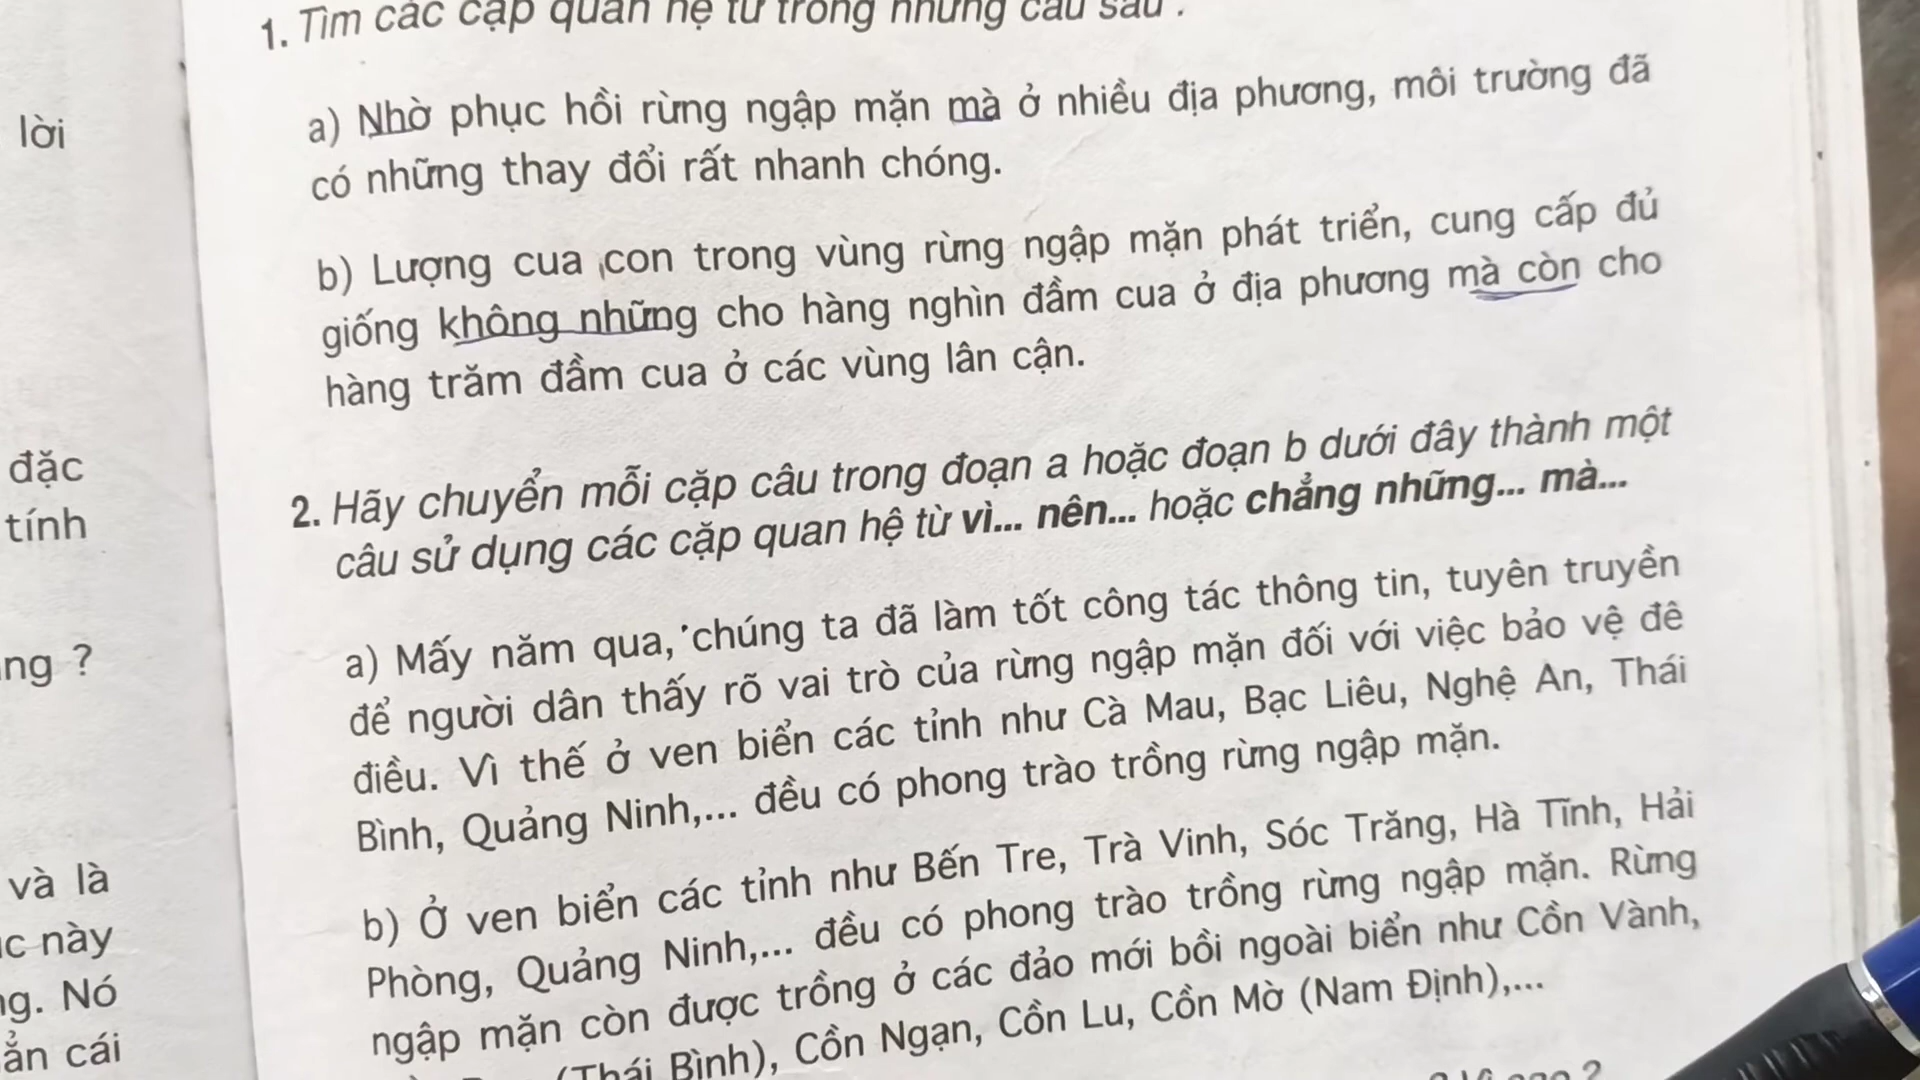 lời
đặc
tính
ng ?
và là
c này
g. Nó
ẳn cái
1. Tìm các cặp quan hệ từ trong những câu sau :
a) Nhờ phục hồi rừng ngập mặn mà ở nhiều địa phương, môi trường đã
có những thay đổi rất nhanh chóng.
b) Lượng cua con trong vùng rừng ngập mặn phát triển, cung cấp đủ
giống không những cho hàng nghìn đầm cua ở địa phương mà còn cho
hàng trăm đầm cua ở các vùng lân cận.
2. Hãy chuyển mỗi cặp câu trong đoạn a hoặc đoạn b dưới đây thành một
câu sử dụng các cặp quan hệ từ vì... nên... hoặc chẳng những... mà...
a) Mấy năm qua, chúng ta đã làm tốt công tác thông tin, tuyên truyền
để người dân thấy rõ vai trò của rừng ngập mặn đối với việc bảo vệ đê
điều. Vì thế ở ven biển các tỉnh như Cà Mau, Bạc Liêu, Nghệ An, Thái
Bình, Quảng Ninh,... đều có phong trào trồng rừng ngập mặn.
b) Ở ven biển các tỉnh như Bến Tre, Trà Vinh, Sóc Trăng, Hà Tĩnh, Hải
Phòng, Quảng Ninh,... đều có phong trào trồng rừng ngập mặn. Rừng
ngập mặn còn được trồng ở các đảo mới bồi ngoài biển như Cồn Vành,
(Thái Bình), Cồn Ngạn, Cồn Lu, Cồn Mờ (Nam Định),...